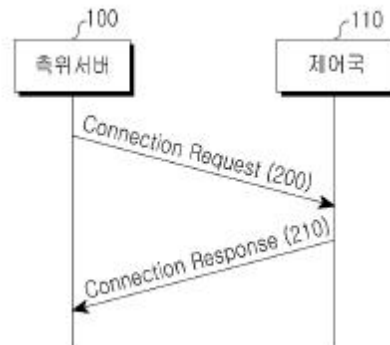 100
110
측위서버
제어국
Connection Request (200)
Connection Response (210)